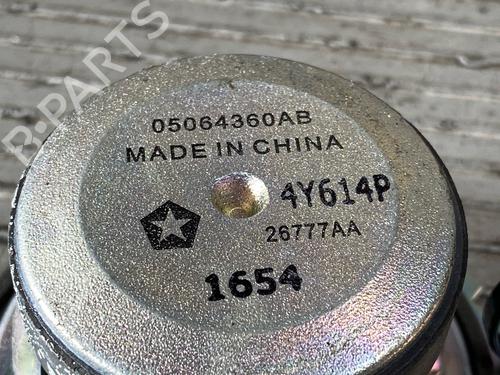 R-PARTS
05064360AB
MADE IN CHINA
4Y614P
26777AA
1654